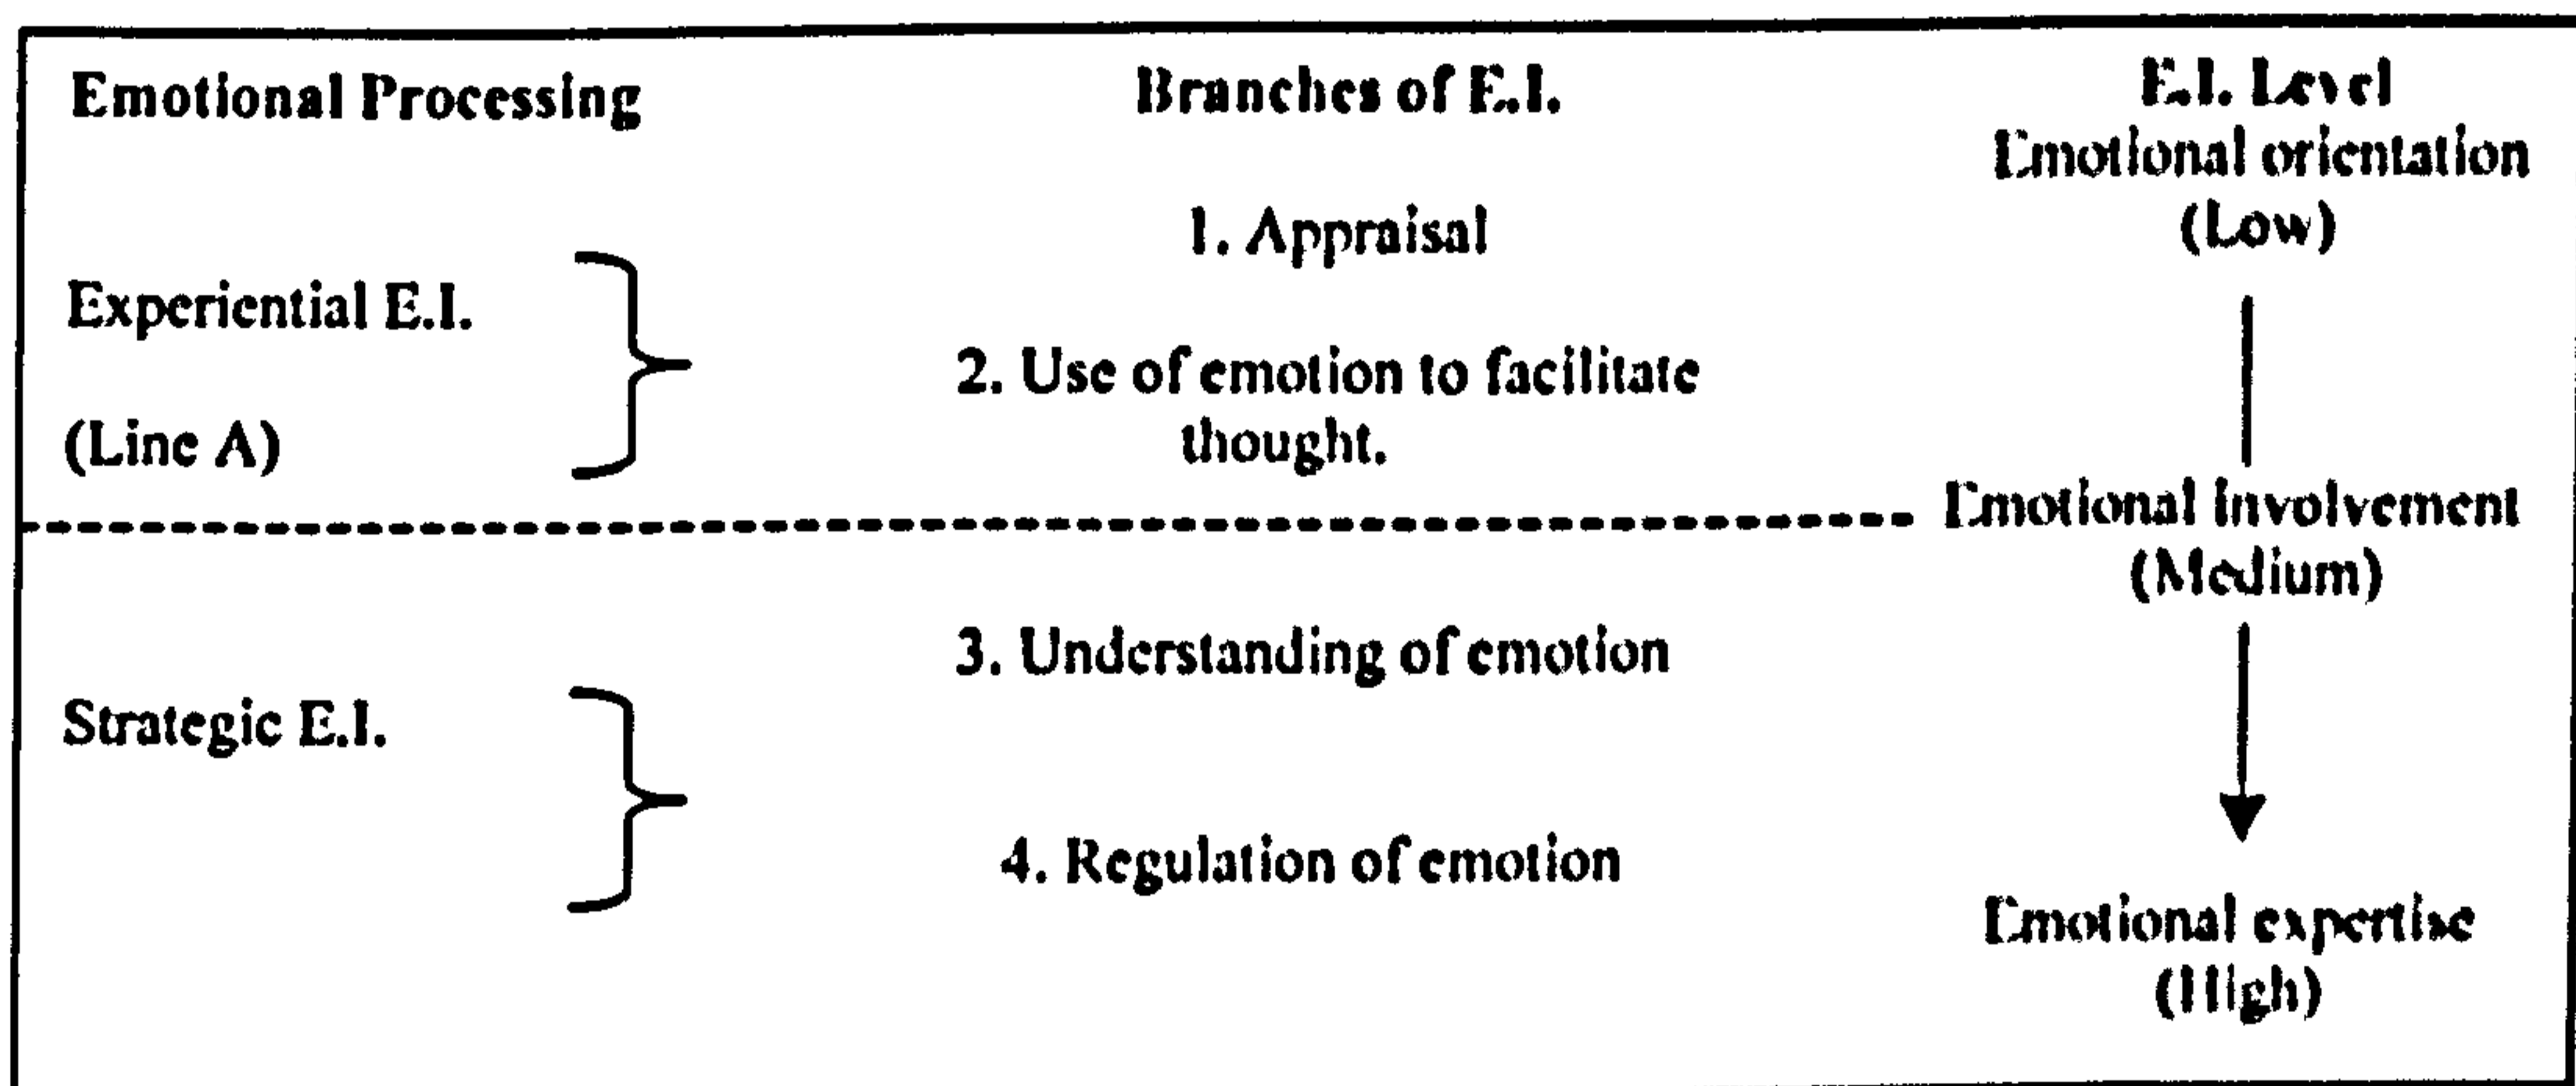 Emotional Processing
Branches of E.I.
E.I. Level
Emotional orientation
(Low)
1. Appraisal
Experiential E.I.
2. Use of emotion to facilitate
thought.
(Line A)
Emotional Involvement
(Medium)
3. Understanding of emotion
Strategic E.I.
4. Regulation of emotion
Emotional expertise
(High)